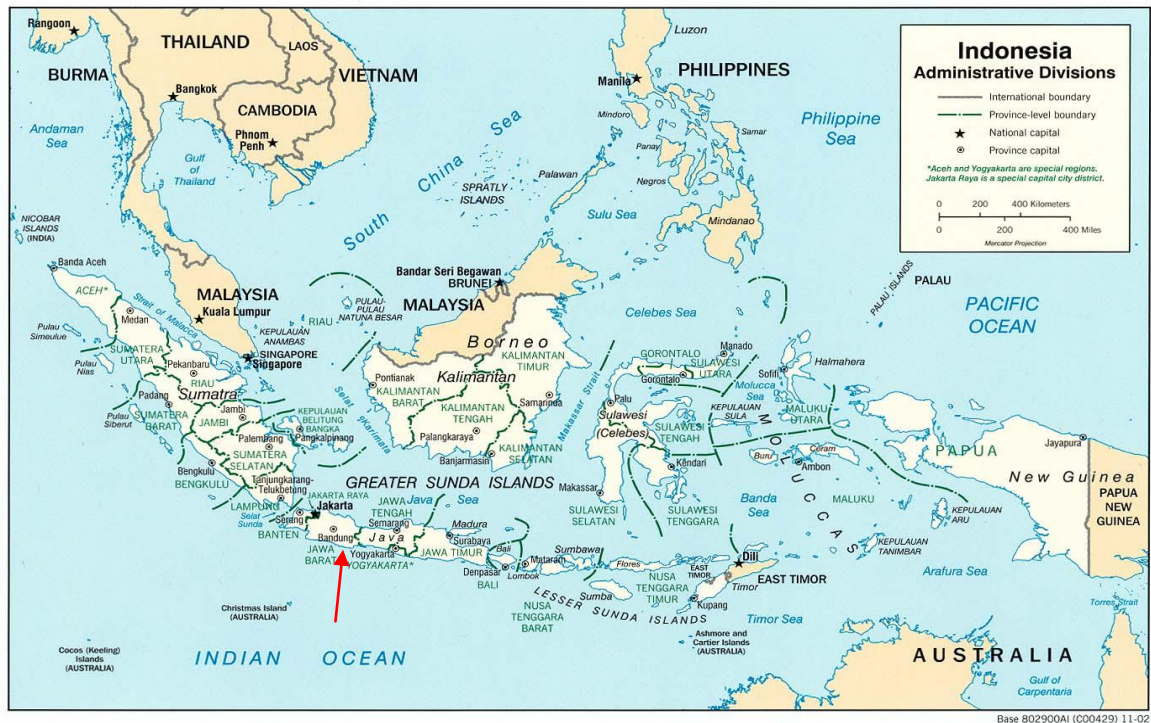 Indonesia
Administrative Divisions
International boundary
Province-level boundary
National capital
Province capital
*Aceh and Yogyakarta are special regions.
Jakarta Raya is a special capital city district.
0 200 400 Kilometers
0 200 400 Miles
Mercator Projection
Rangoon
BURMA
THAILAND
LAOS
VIETNAM
Bangkok
CAMBODIA
Phnom
Penh
Andaman
Sea
Gulf
of
Thailand
NICOBAR
ISLANDS
(INDIA)
South China Sea
SPRATLY
ISLANDS
Luzon
Manila
PHILIPPINES
Mindoro
Samar
Panay
Negros
Palawan
Sulu Sea
Mindanao
Philippine
Sea
PALAU ISLANDS
PALAU
PACIFIC
OCEAN
Banda Aceh
ACEH*
Strait of Malacca
Medan
MALAYSIA
Kuala Lumpur
Pulau
Simeulue
SUMATERA
UTARA
Pulau
Nias
SINGAPORE
Singapore
KEPULAUAN
ANAMBAS
RIAU
PULAU-
PULAU
NATUNA BESAR
Bandar Seri Begawan
BRUNEI
MALAYSIA
Celebes Sea
Pekanbaru
RIAU
Sumatra
Padang
Pulau
Siberut
SUMATERA
BARAT
Jambi
JAMBI
KEPULAUAN
BELITUNG
BANGKA
Pangkalpinang
Palembang
SUMATERA
SELATAN
Bengkulu
BENGKULU
Tanjungkarang-
Telukbetung
LAMPUNG
Selat
Sunda
Selat Karimata
Borneo
Kalimantan
KALIMANTAN
TIMUR
Pontianak
KALIMANTAN
BARAT
KALIMANTAN
TENGAH
Samarinda
Palangkaraya
Banjarmasin
KALIMANTAN
SELATAN
Makassar Strait
GORONTALO
Gorontalo
SULAWESI
UTARA
Manado
Palu
Sulawesi
(Celebes)
SULAWESI
TENGAH
Kendari
Makassar
SULAWESI
SELATAN
SULAWESI
TENGGARA
Molucca
Sea
Sofifi
Halmahera
KEPULAUAN
SULA
MALUKU
UTARA
MOLUCCAS
Buru
Ceram
Ambon
Banda
Sea
MALUKU
PAPUA
Jayapura
New Guinea
PAPUA
NEW
GUINEA
KEPULAUAN
ARU
KEPULAUAN
TANIMBAR
GREATER SUNDA ISLANDS
JAKARTA RAYA
Jakarta
Java Sea
JAWA
TENGAH
Serang
BANTEN
Bandung
JAWA
BARAT
Semarang
Java
Yogyakarta
YOGYAKARTA*
Madura
Surabaya
JAWA TIMUR
Bali
Denpasar
BALI
Mataram
Lombok
Sumbawa
Flores
Sumba
LESSER SUNDA ISLANDS
NUSA
TENGGARA
BARAT
NUSA
TENGGARA
TIMUR
EAST
TIMOR
Dili
EAST TIMOR
Timor
Kupang
Arafura Sea
Timor Sea
Torres Strait
Ashmore and
Cartier Islands
(AUSTRALIA)
Christmas Island
(AUSTRALIA)
Cocos (Keeling)
Islands
(AUSTRALIA)
INDIAN OCEAN
AUSTRALIA
Gulf of
Carpentaria
Base 802900AI (C00429) 11-02